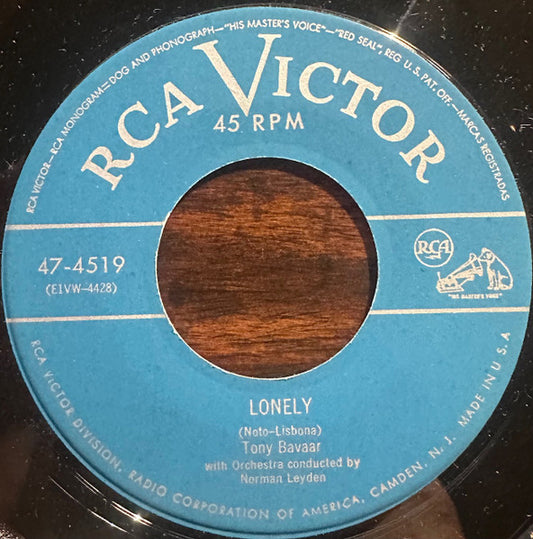 RCA VICTOR—RCA MONOGRAM—DOG AND PHONOGRAPH—"HIS MASTER'S VOICE"—"RED SEAL", REG U. S. PAT. OFF.—MARCAS REGISTRADAS
RCA VICTOR
45 RPM
47-4519
(E1VW-4428)
RCA
"HIS MASTER'S VOICE"
LONELY
(Noto-Lisbona)
Tony Bavaar
with Orchestra conducted by
Norman Leyden
RCA VICTOR DIVISION, RADIO CORPORATION OF AMERICA, CAMDEN, N. J. MADE IN U.S.A